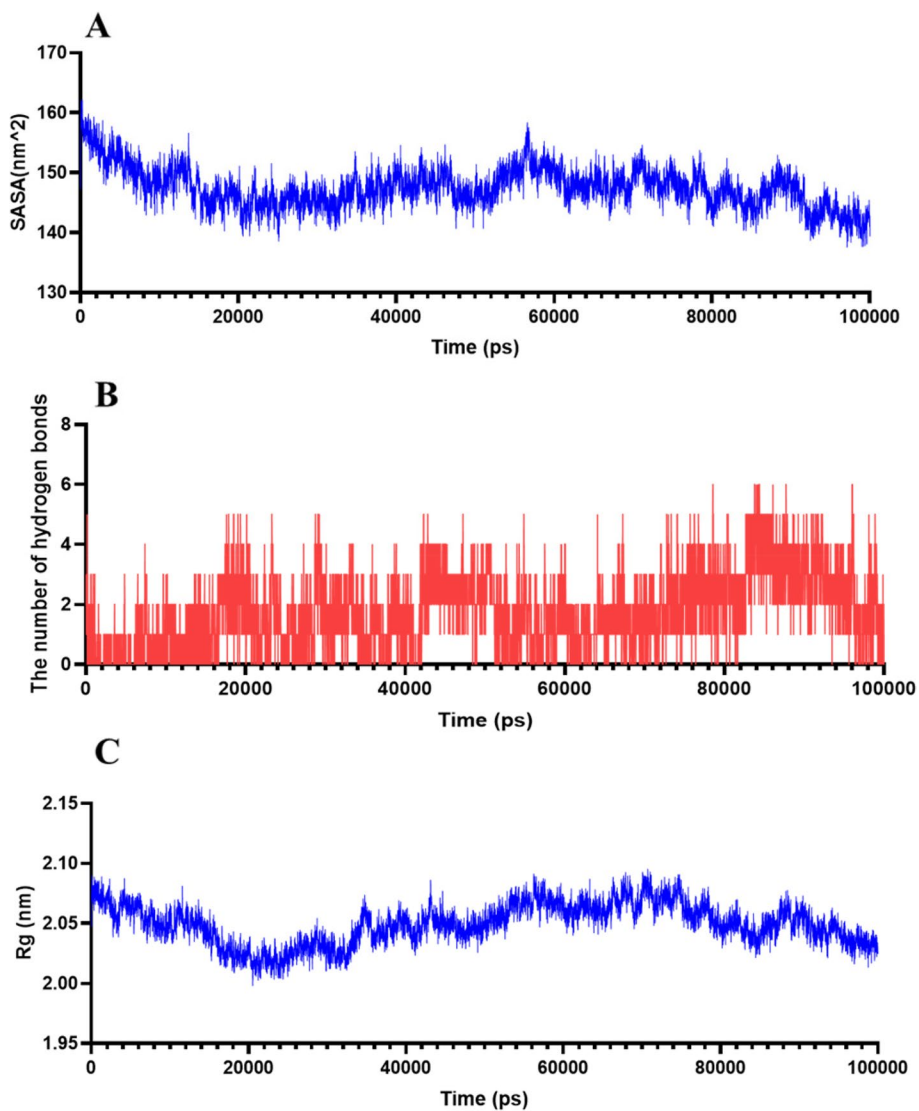 A
170
160
150
140
130
SASA(nm^2)
0 20000 40000 60000 80000 100000
Time (ps)
B
8
6
4
2
0
The number of hydrogen bonds
0 20000 40000 60000 80000 100000
Time (ps)
C
2.15
2.10
2.05
2.00
1.95
Rg (nm)
0 20000 40000 60000 80000 100000
Time (ps)